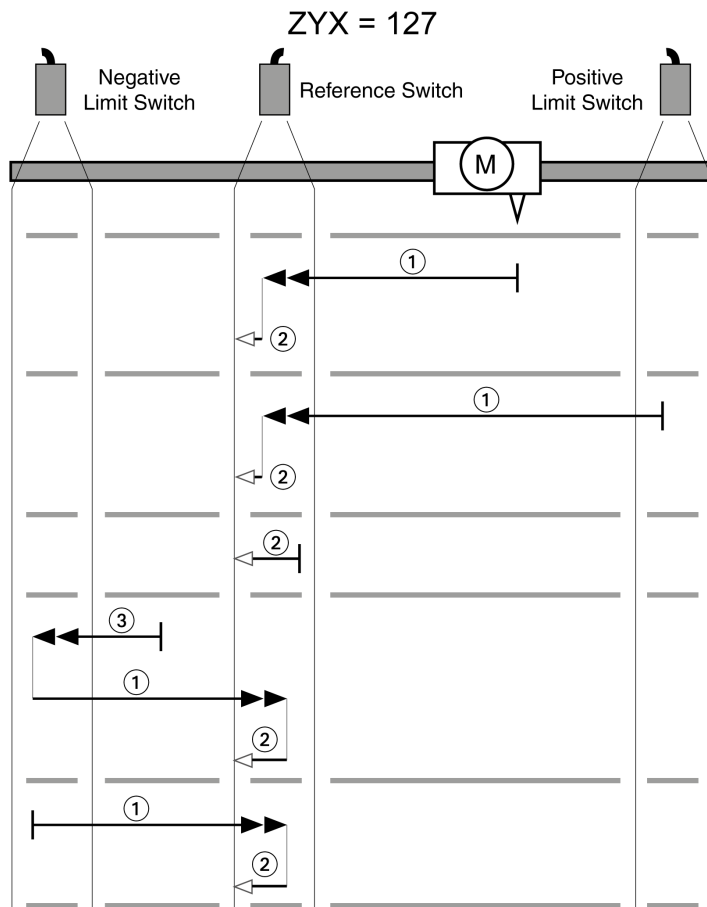 ZYX = 127
Negative
Limit Switch
Reference Switch
Positive
Limit Switch
M
1
2
1
2
2
3
1
2
1
2